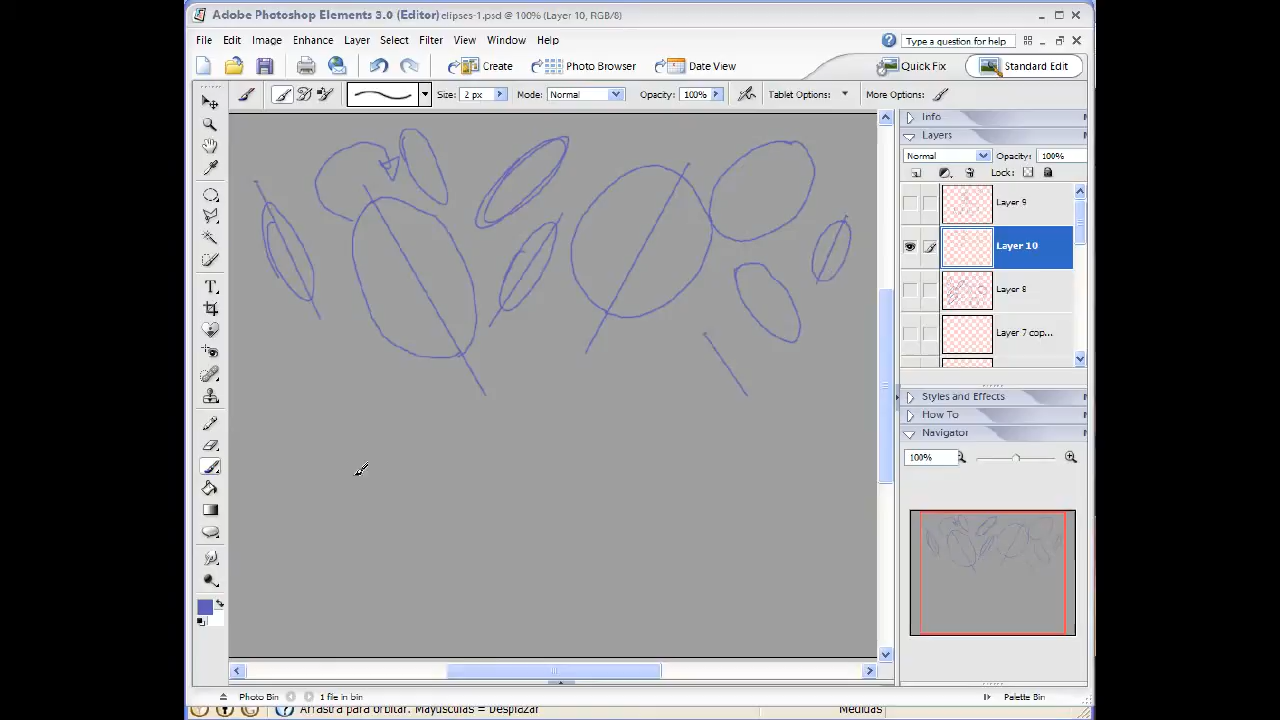 Adobe Photoshop Elements 3.0 (Editor) elipses-1.psd @ 100% (Layer 10, RGB/8)
File Edit Image Enhance Layer Select Filter View Window Help Type a question for help
Create Photo Browser Date View Quick Fix Standard Edit
Size: 2 px Mode: Normal Opacity: 100% Tablet Options: More Options:
Info
Layers
Normal Opacity: 100%
Lock:
Layer 9
Layer 10
Layer 8
Layer 7 cop...
Styles and Effects
How To
Navigator
100%
Photo Bin 1 file in bin Palette Bin
Arrastra para orbitar. Mayúsculas = Desplazar Medidas